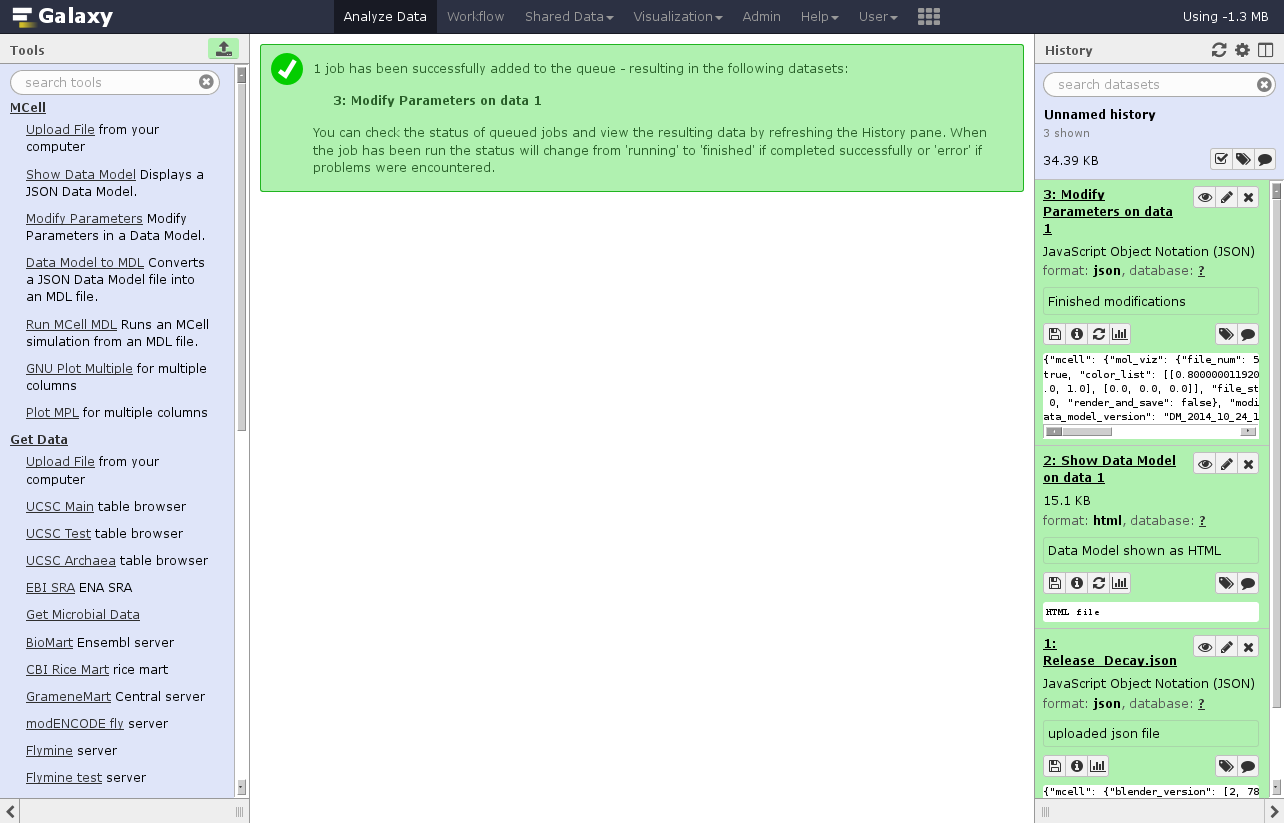 Galaxy
Analyze Data
Workflow
Shared Data
Visualization
Admin
Help
User
Using -1.3 MB
Tools
search tools
MCell
Upload File from your
computer
Show Data Model Displays a
JSON Data Model.
Modify Parameters Modify
Parameters in a Data Model.
Data Model to MDL Converts
a JSON Data Model file into
an MDL file.
Run MCell MDL Runs an MCell
simulation from an MDL file.
GNU Plot Multiple for multiple
columns
Plot MPL for multiple columns
Get Data
Upload File from your
computer
UCSC Main table browser
UCSC Test table browser
UCSC Archaea table browser
EBI SRA ENA SRA
Get Microbial Data
BioMart Ensembl server
CBI Rice Mart rice mart
GrameneMart Central server
modENCODE fly server
Flymine server
Flymine test server
1 job has been successfully added to the queue - resulting in the following datasets:
3: Modify Parameters on data 1
You can check the status of queued jobs and view the resulting data by refreshing the History pane. When
the job has been run the status will change from 'running' to 'finished' if completed successfully or 'error' if
problems were encountered.
History
search datasets
Unnamed history
3 shown
34.39 KB
3: Modify
Parameters on data
1
JavaScript Object Notation (JSON)
format: json, database: ?
Finished modifications
{"mcell": {"mol_viz": {"file_num": 5
true, "color_list": [[0.800000011920
.0, 1.0], [0.0, 0.0, 0.0]], "file_st
0, "render_and_save": false}, "modi
ata_model_version": "DM_2014_10_24_1
2: Show Data Model
on data 1
15.1 KB
format: html, database: ?
Data Model shown as HTML
HTML file
1:
Release_Decay.json
JavaScript Object Notation (JSON)
format: json, database: ?
uploaded json file
{"mcell": {"blender_version": [2, 78